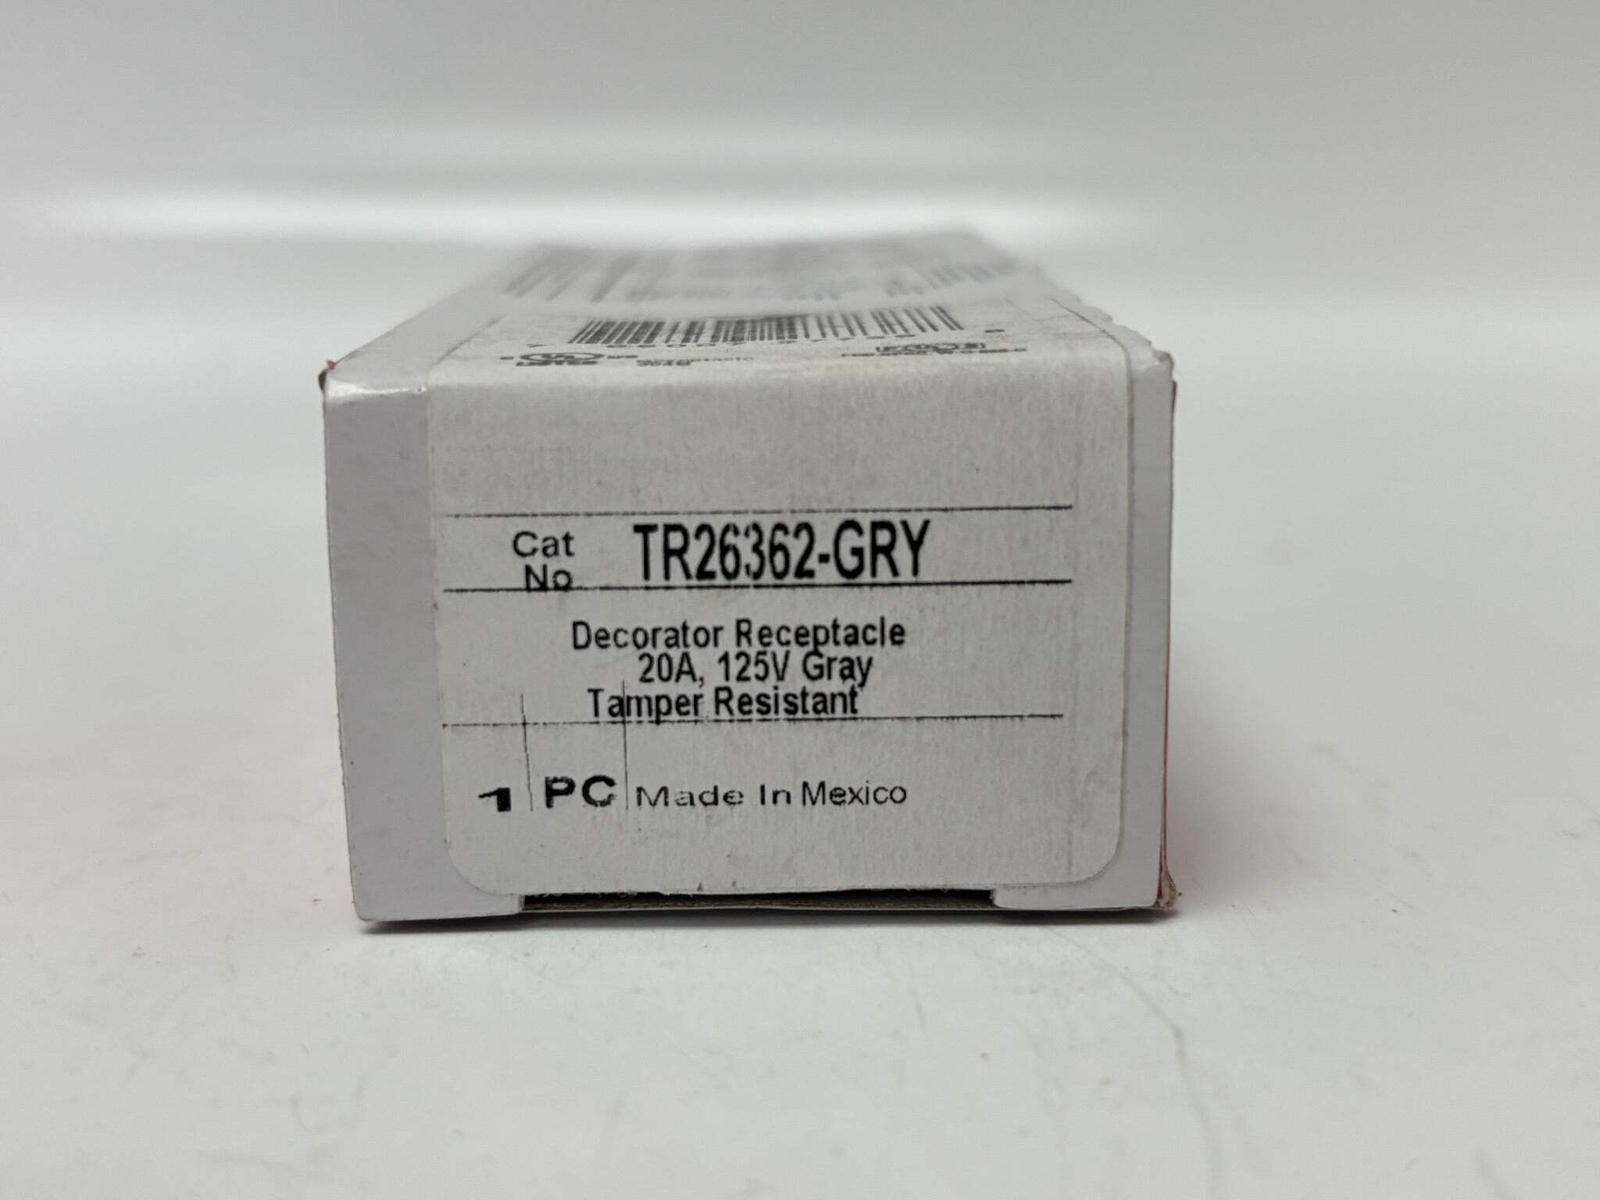 Cat
No TR26362-GRY
Decorator Receptacle
20A, 125V Gray
Tamper Resistant
1 PC Made In Mexico